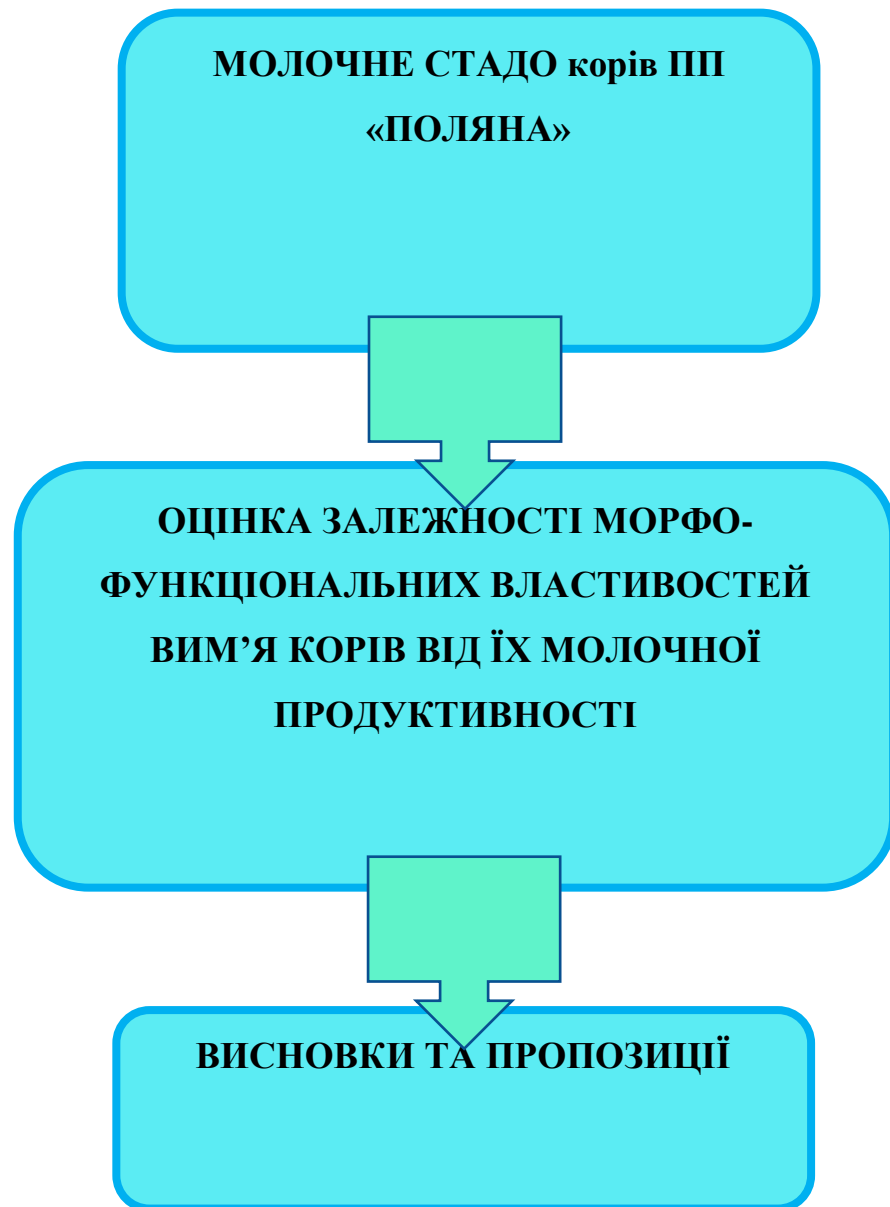 МОЛОЧНЕ СТАДО корів ПП
«ПОЛЯНА»
ОЦІНКА ЗАЛЕЖНОСТІ МОРФО-
ФУНКЦІОНАЛЬНИХ ВЛАСТИВОСТЕЙ
ВИМ’Я КОРІВ ВІД ЇХ МОЛОЧНОЇ
ПРОДУКТИВНОСТІ
ВИСНОВКИ ТА ПРОПОЗИЦІЇ